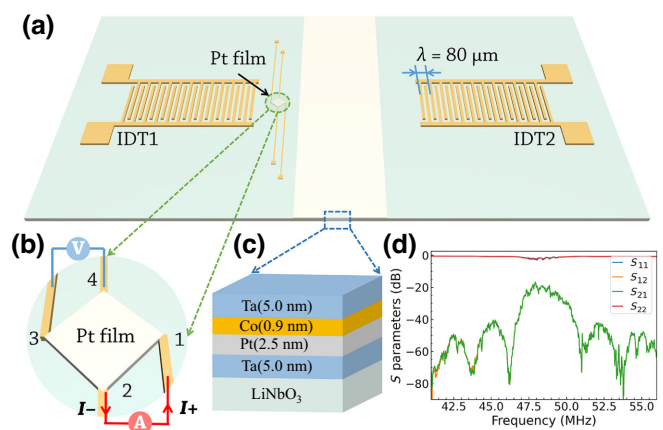 (a)
Pt film
λ = 80 μm
IDT1
IDT2
(b)
V
4
3
Pt film
1
2
I−
A
I+
(c)
Ta(5.0 nm)
Co(0.9 nm)
Pt(2.5 nm)
Ta(5.0 nm)
LiNbO3
(d)
S parameters (dB)
0
−20
−40
−60
−80
S11
S12
S21
S22
42.5 45.0 47.5 50.0 52.5 55.0
Frequency (MHz)